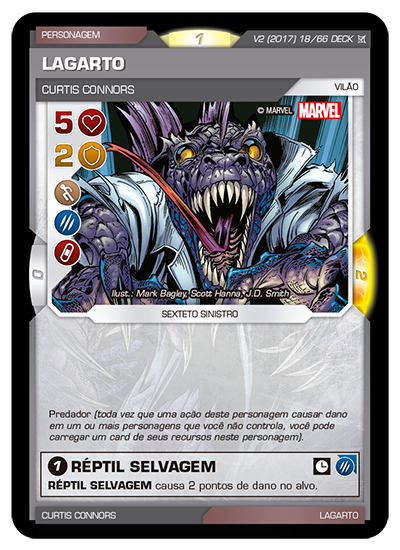 PERSONAGEM
1
V2 (2017) 18/66 DECK
LAGARTO
CURTIS CONNORS
VILÃO
5
© MARVEL MARVEL
2
0
2
Ilust.: Mark Bagley, Scott Hanna, J.D. Smith
SEXTETO SINISTRO
Predador (toda vez que uma ação deste personagem causar dano
em um ou mais personagens que você não controla, você pode
carregar um card de seus recursos neste personagem).
1 RÉPTIL SELVAGEM
RÉPTIL SELVAGEM causa 2 pontos de dano no alvo.
CURTIS CONNORS
LAGARTO